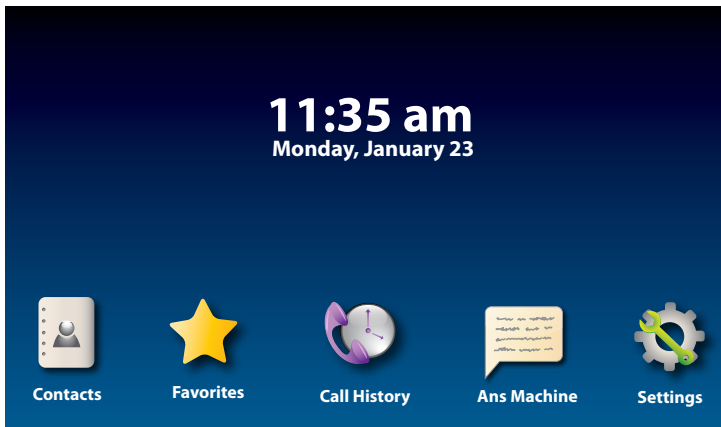 11:35 am
Monday, January 23
Contacts
Favorites
Call History
Ans Machine
Settings